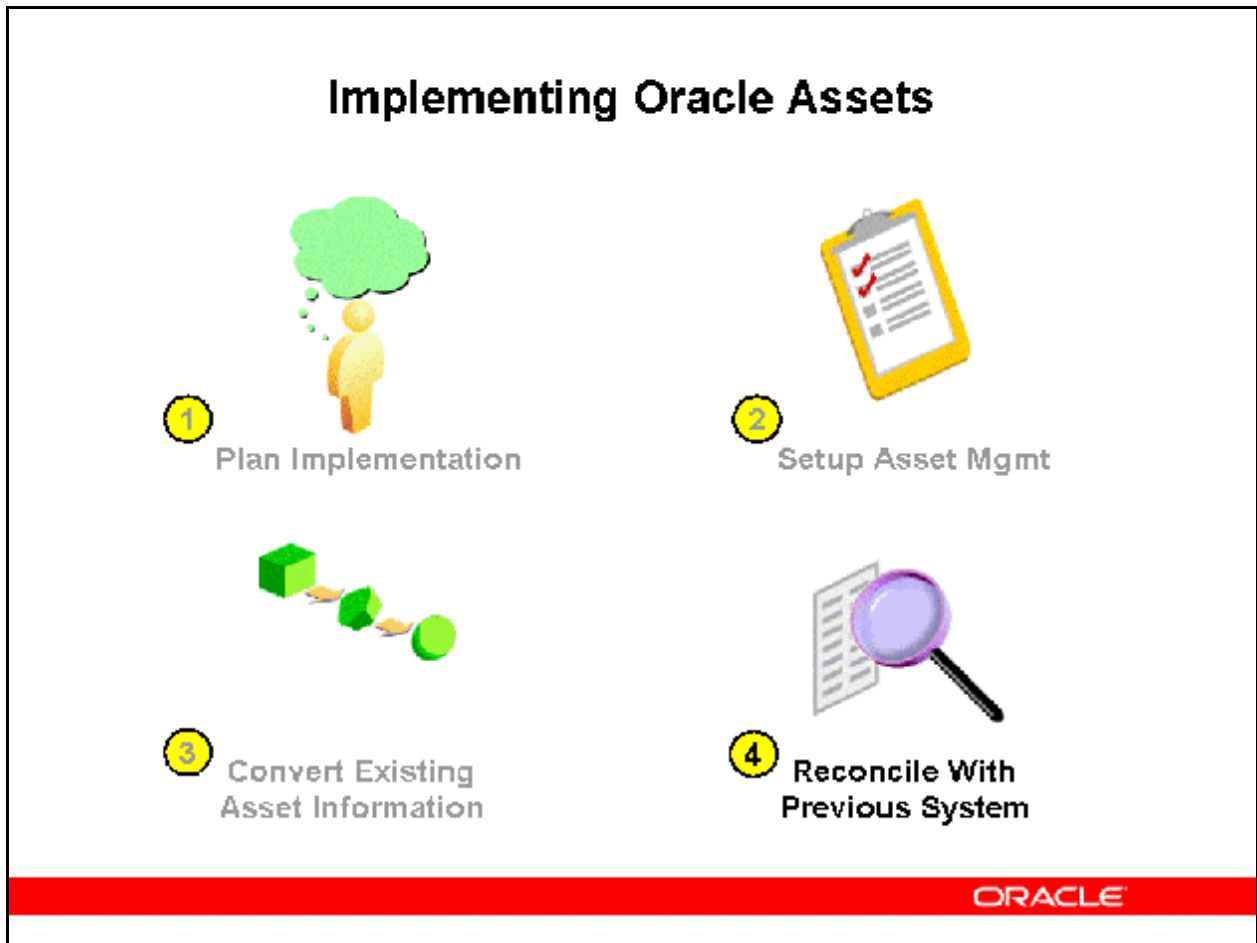 Implementing Oracle Assets
1
Plan Implementation
2
Setup Asset Mgmt
3
Convert Existing
Asset Information
4
Reconcile With
Previous System
ORACLE